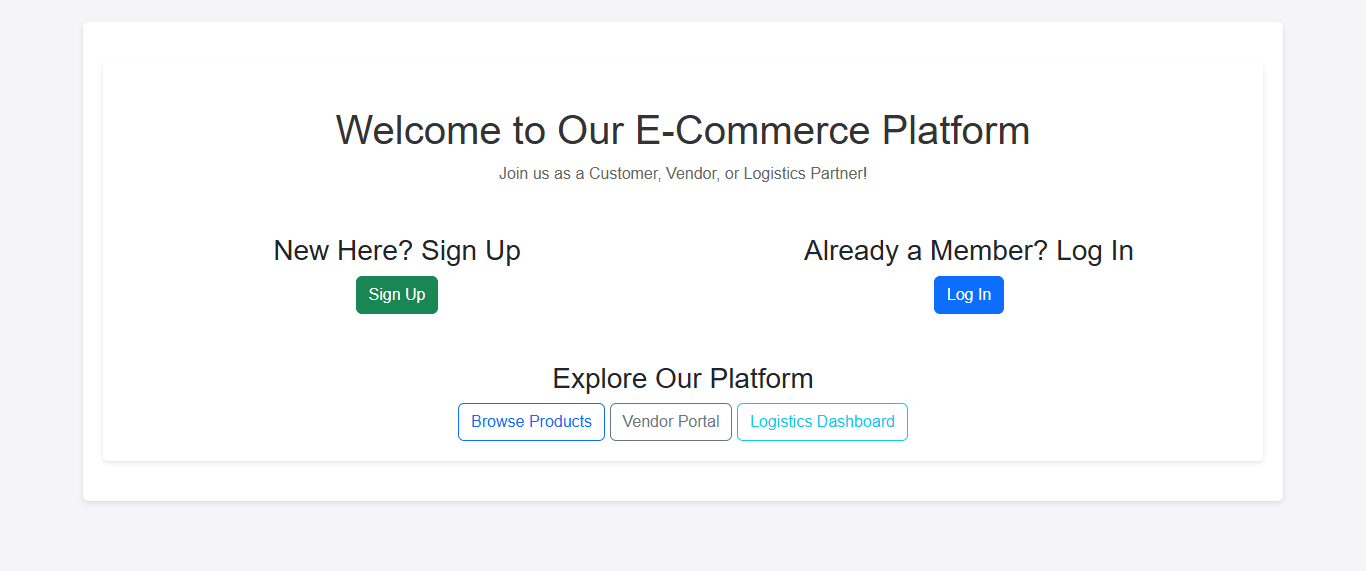 Welcome to Our E-Commerce Platform
Join us as a Customer, Vendor, or Logistics Partner!
New Here? Sign Up
Sign Up
Already a Member? Log In
Log In
Explore Our Platform
Browse Products
Vendor Portal
Logistics Dashboard